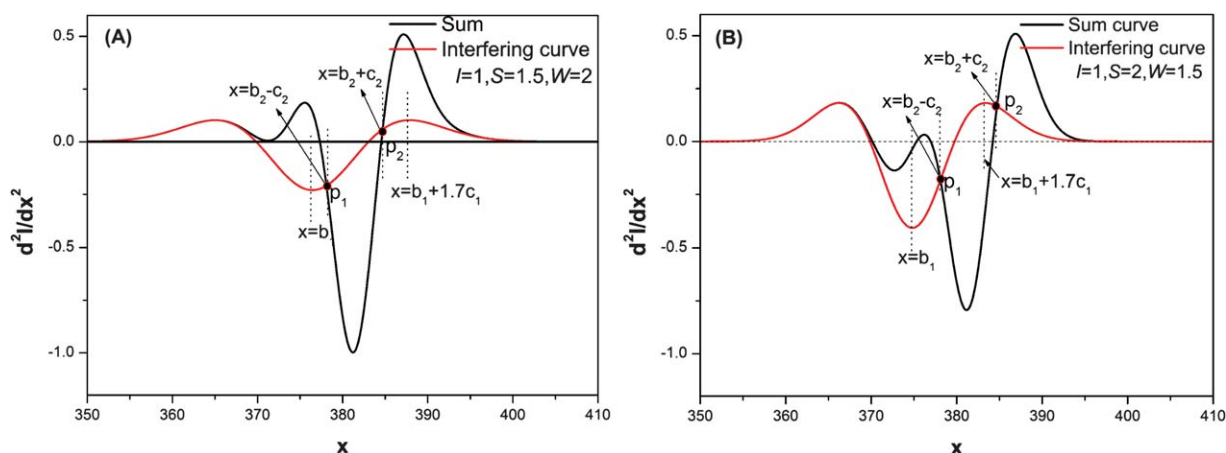 (A)
Sum
Interfering curve
I=1,S=1.5,W=2
x=b₂+c₂
x=b₂-c₂
p₂
p₁
x=b₁+1.7c₁
x=b
0.5
0.0
-0.5
-1.0
d²I/dx²
350 360 370 380 390 400 410
x
(B)
Sum curve
Interfering curve
I=1,S=2,W=1.5
x=b₂+c₂
x=b₂-c₂
p₂
p₁
x=b₁+1.7c₁
x=b₁
0.5
0.0
-0.5
-1.0
d²I/dx²
350 360 370 380 390 400 410
x